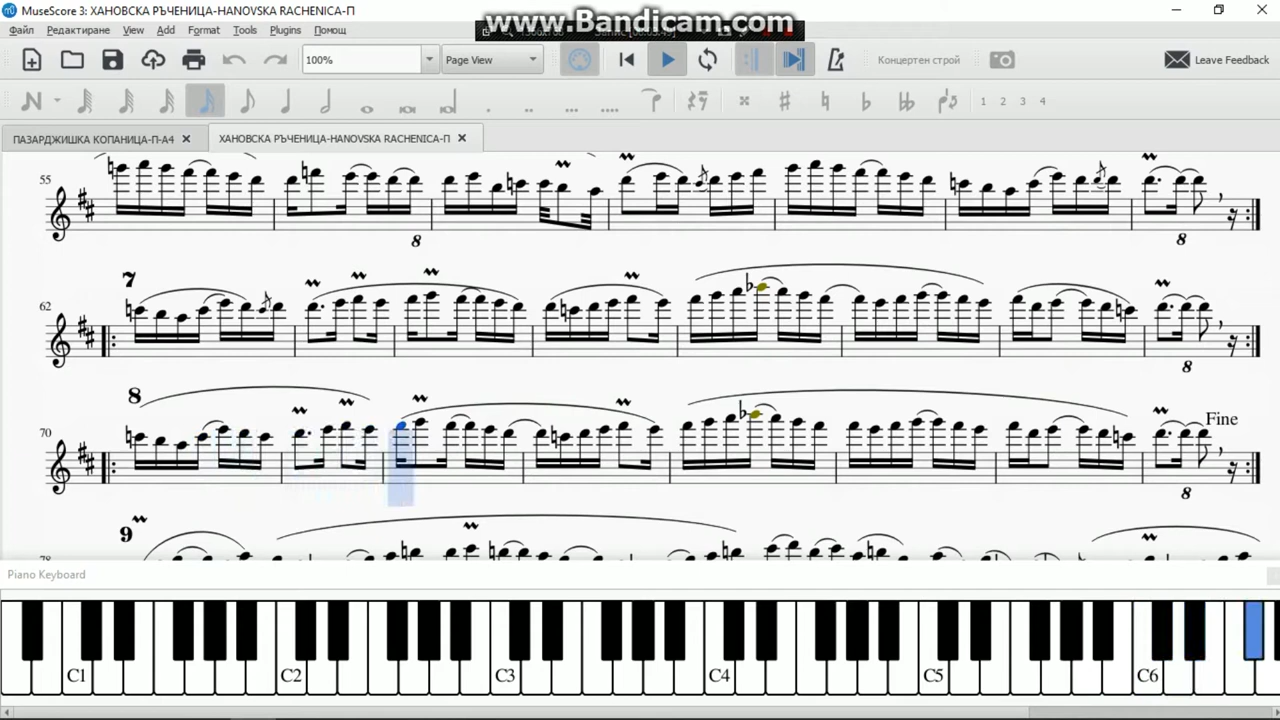 MuseScore 3: ХАНОВСКА РЪЧЕНИЦА-HANOVSKA RACHENICA-П
www.Bandicam.com
Файл Редактиране View Add Format Tools Plugins Помощ
100% Page View Концертен строй Leave Feedback
1 2 3 4
ПАЗАРДЖИШКА КОПАНИЦА-П-А4 ХАНОВСКА РЪЧЕНИЦА-HANOVSKA RACHENICA-П
55
8 8
7
62
8
8
Fine
70
8
9
78
Piano Keyboard
C1 C2 C3 C4 C5 C6